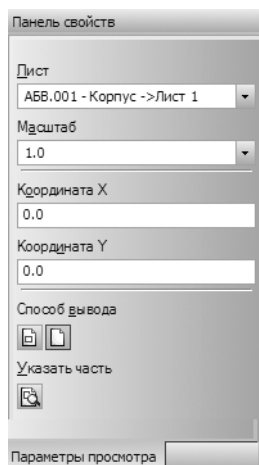 Панель свойств
Лист
АБВ.001 - Корпус ->Лист 1
Масштаб
1.0
Координата X
0.0
Координата Y
0.0
Способ вывода
Указать часть
Параметры просмотра